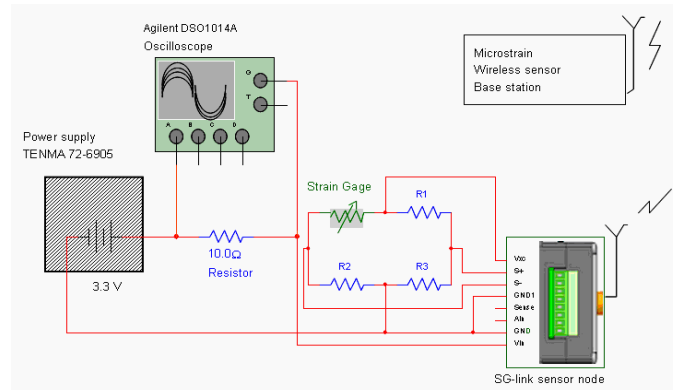 Agilent DSO1014A
Oscilloscope
G
T
A B C D
Microstrain
Wireless sensor
Base station
Power supply
TENMA 72-6905
3.3 V
10.0Ω
Resistor
Strain Gage
R1
R2
R3
Vxc
S+
S-
GND1
Sense
AIn
GND
VIn
SG-link sensor node